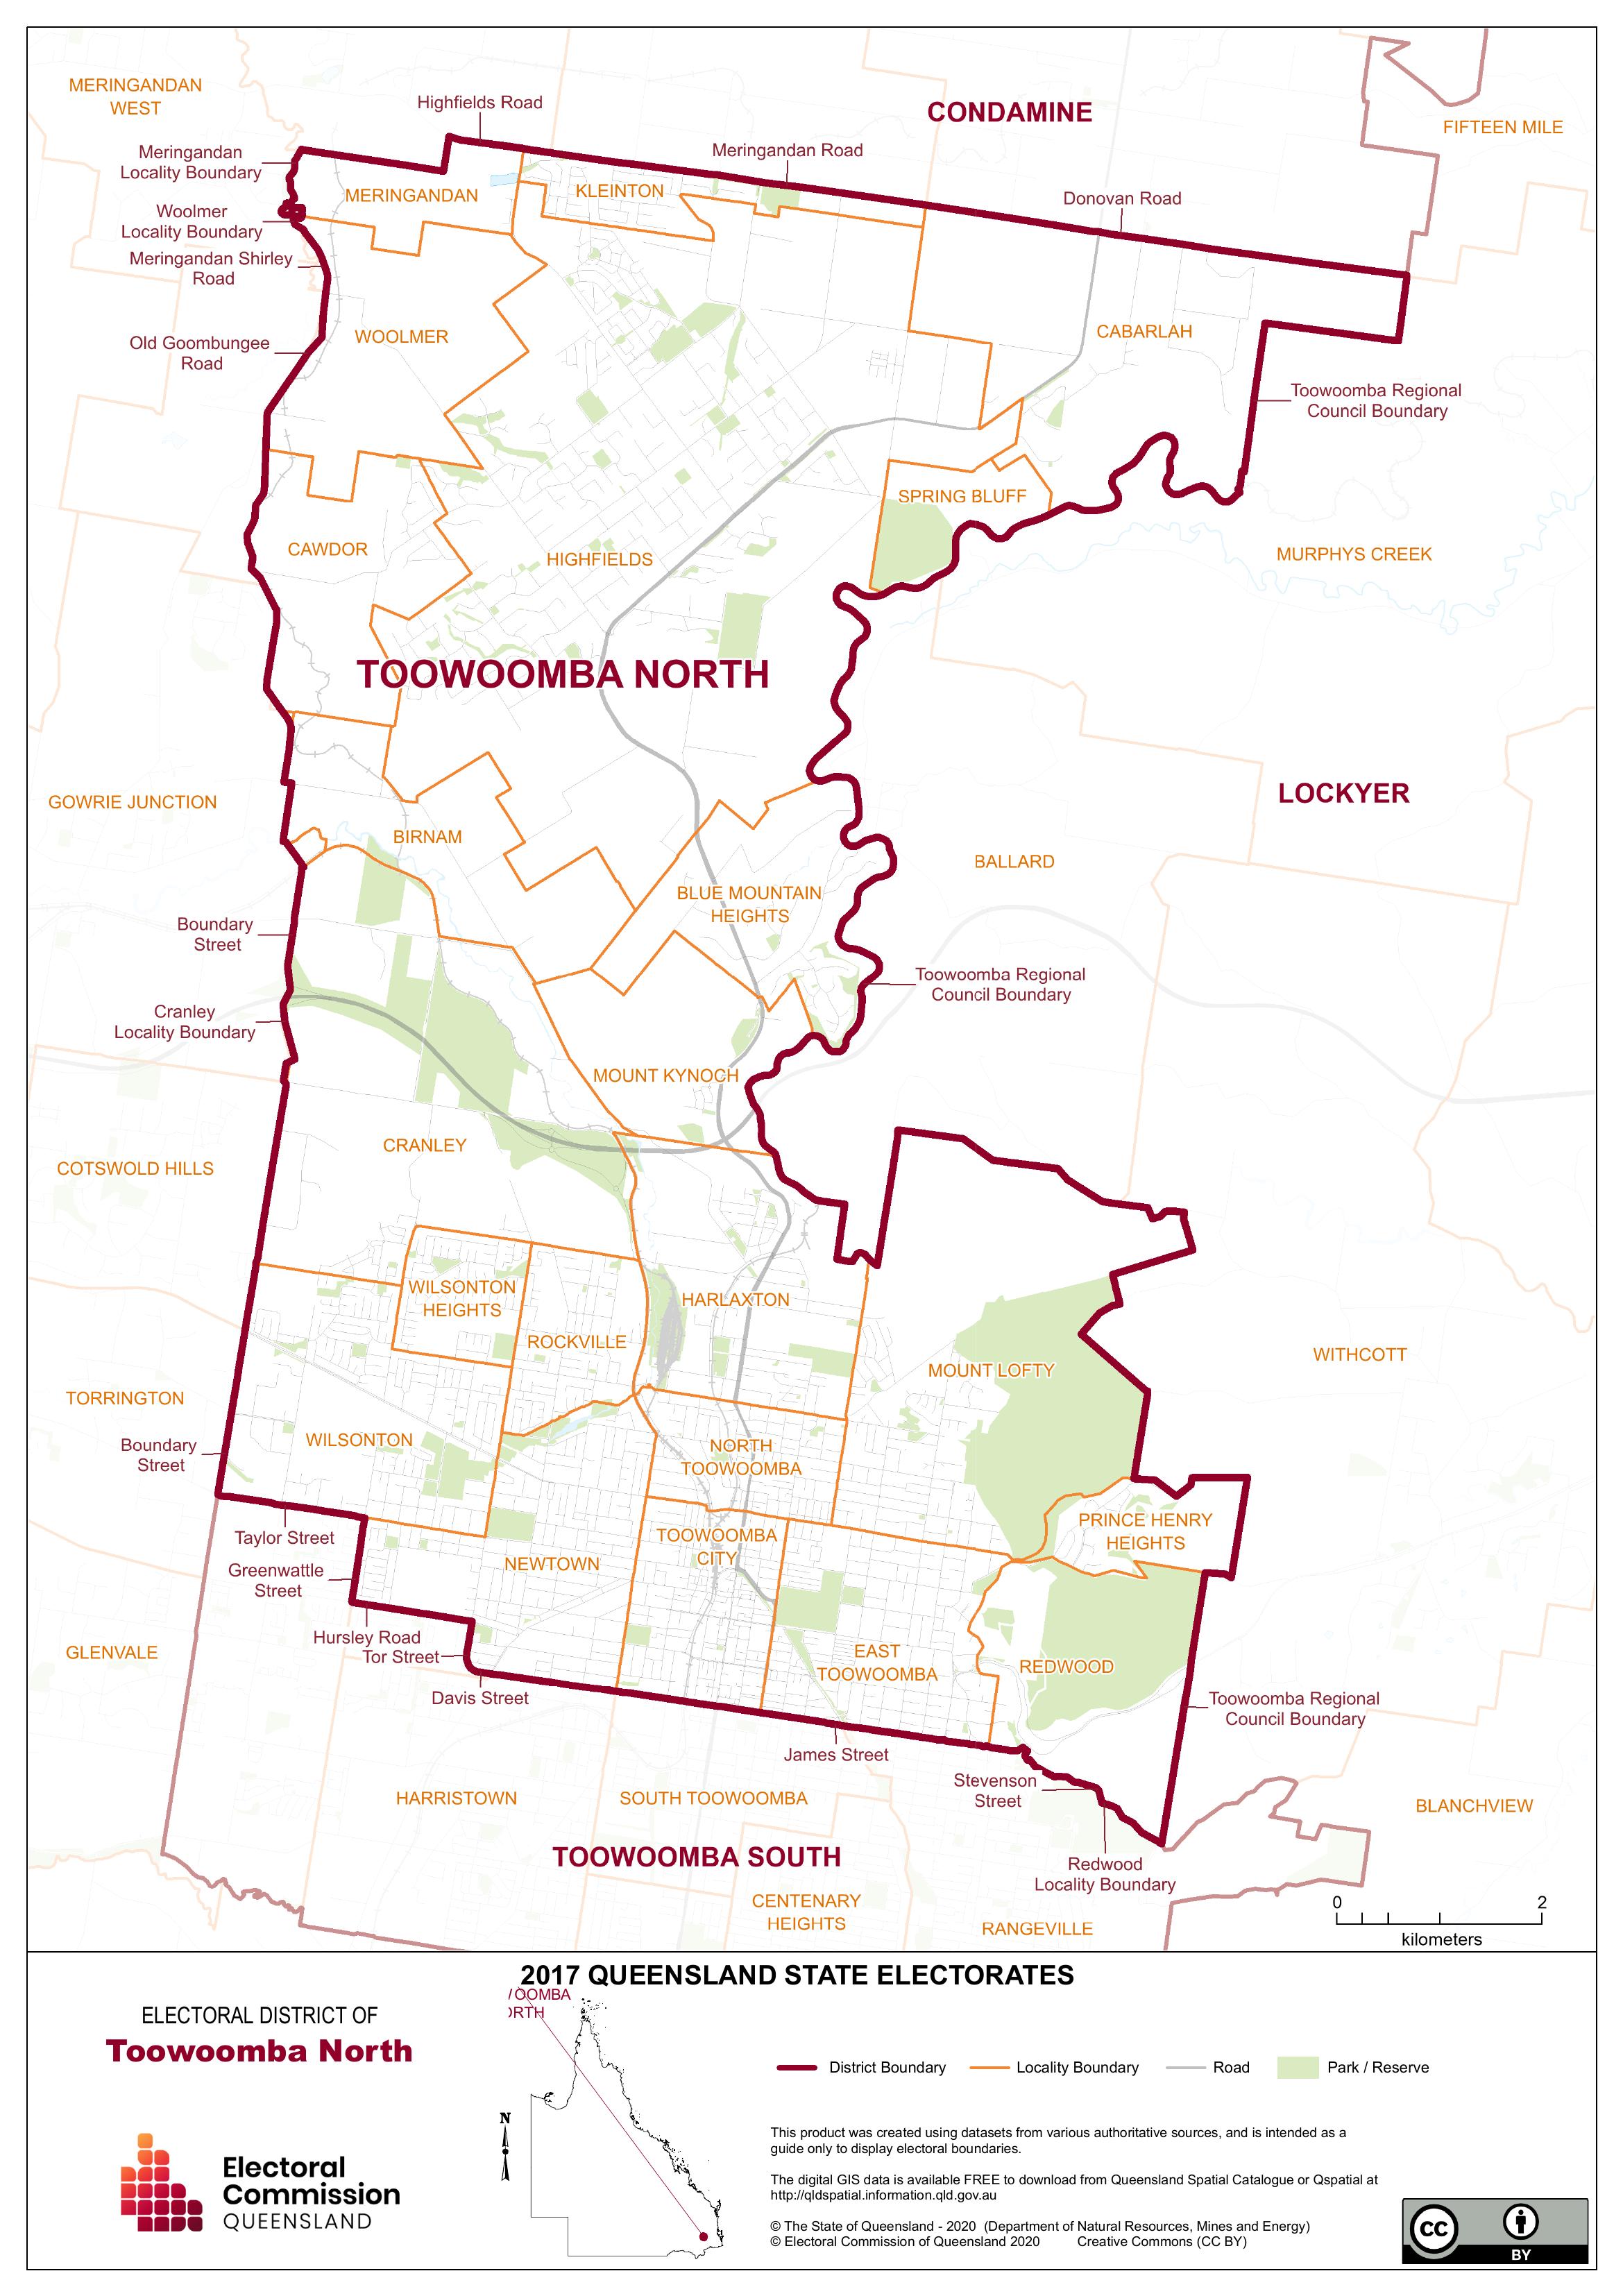 MERINGANDAN
WEST
Highfields Road
CONDAMINE
FIFTEEN MILE
Meringandan
Locality Boundary
Meringandan Road
MERINGANDAN
KLEINTON
Donovan Road
Woolmer
Locality Boundary
Meringandan Shirley
Road
WOOLMER
CABARLAH
Old Goombungee
Road
Toowoomba Regional
Council Boundary
SPRING BLUFF
CAWDOR
HIGHFIELDS
MURPHYS CREEK
TOOWOOMBA NORTH
GOWRIE JUNCTION
LOCKYER
BIRNAM
BALLARD
BLUE MOUNTAIN
HEIGHTS
Boundary
Street
Toowoomba Regional
Council Boundary
Cranley
Locality Boundary
MOUNT KYNOCH
CRANLEY
COTSWOLD HILLS
WILSONTON
HEIGHTS
HARLAXTON
ROCKVILLE
WITHCOTT
MOUNT LOFTY
TORRINGTON
WILSONTON
Boundary
Street
NORTH
TOOWOOMBA
PRINCE HENRY
HEIGHTS
Taylor Street
TOOWOOMBA
CITY
NEWTOWN
Greenwattle
Street
Hursley Road
Tor Street
GLENVALE
EAST
TOOWOOMBA
REDWOOD
Davis Street
Toowoomba Regional
Council Boundary
James Street
Stevenson
Street
HARRISTOWN
SOUTH TOOWOOMBA
BLANCHVIEW
TOOWOOMBA SOUTH
Redwood
Locality Boundary
CENTENARY
HEIGHTS
RANGEVILLE
0 2
kilometers
2017 QUEENSLAND STATE ELECTORATES
ELECTORAL DISTRICT OF
Toowoomba North
OOMBA
RTH
N
District Boundary
Locality Boundary
Road
Park / Reserve
Electoral
Commission
QUEENSLAND
This product was created using datasets from various authoritative sources, and is intended as a
guide only to display electoral boundaries.
The digital GIS data is available FREE to download from Queensland Spatial Catalogue or Qspatial at
http://qldspatial.information.qld.gov.au
© The State of Queensland - 2020 (Department of Natural Resources, Mines and Energy)
© Electoral Commission of Queensland 2020 Creative Commons (CC BY)
CC
BY